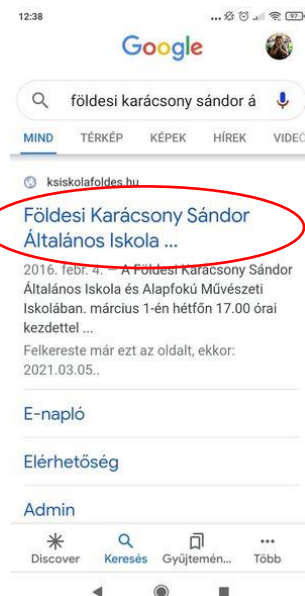 12:38
... 97
Google
földesi karácsony sándor á
MIND TÉRKÉP KÉPEK HÍREK VIDEÓ
ksiskolafoldes.hu
Földesi Karácsony Sándor
Általános Iskola ...
2016. febr. 4. — A Földesi Karácsony Sándor
Általános Iskola és Alapfokú Művészeti
Iskolában. március 1-én hétfőn 17.00 órai
kezdettel ...
Felkereste már ezt az oldalt, ekkor:
2021.03.05..
E-napló
Elérhetőség
Admin
Discover Keresés Gyűjtemén... Több